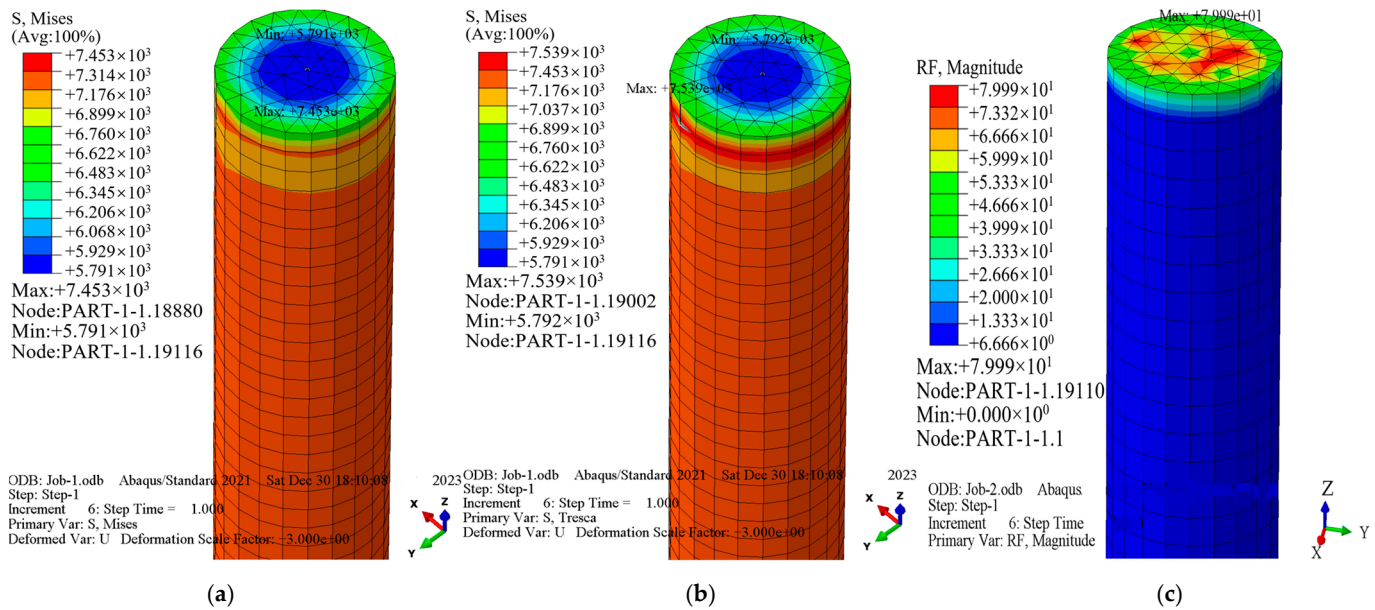 S, Mises
(Avg:100%)
+7.453×10³
+7.314×10³
+7.176×10³
+6.899×10³
+6.760×10³
+6.622×10³
+6.483×10³
+6.345×10³
+6.206×10³
+6.068×10³
+5.929×10³
+5.791×10³
Max:+7.453×10³
Node:PART-1-1.18880
Min:+5.791×10³
Node:PART-1-1.19116
Min: +5.791e+03
Max: +7.453e+03
ODB: Job-1.odb Abaqus/Standard 2021 Sat Dec 30 18:10:08 2023
Step: Step-1
Increment 6: Step Time = 1.000
Primary Var: S, Mises
Deformed Var: U Deformation Scale Factor: −3.000e+00
X
Z
Y
(a)
S, Mises
(Avg:100%)
+7.539×10³
+7.453×10³
+7.176×10³
+7.037×10³
+6.899×10³
+6.760×10³
+6.622×10³
+6.483×10³
+6.345×10³
+6.206×10³
+5.929×10³
+5.791×10³
Max:+7.539×10³
Node:PART-1-1.19002
Min:+5.792×10³
Node:PART-1-1.19116
Min: +5.792e+03
Max: +7.539e+03
ODB: Job-1.odb Abaqus/Standard 2021 Sat Dec 30 18:10:08 2023
Step: Step-1
Increment 6: Step Time = 1.000
Primary Var: S, Tresca
Deformed Var: U Deformation Scale Factor: −3.000e+00
X
Z
Y
(b)
Max: +7.999e+01
RF, Magnitude
+7.999×10¹
+7.332×10¹
+6.666×10¹
+5.999×10¹
+5.333×10¹
+4.666×10¹
+3.999×10¹
+3.333×10¹
+2.666×10¹
+2.000×10¹
+1.333×10¹
+6.666×10⁰
Max:+7.999×10¹
Node:PART-1-1.19110
Min:+0.000×10⁰
Node:PART-1-1.1
ODB: Job-2.odb Abaqus
Step: Step-1
Increment 6: Step Time
Primary Var: RF, Magnitude
Z
Y
X
(c)